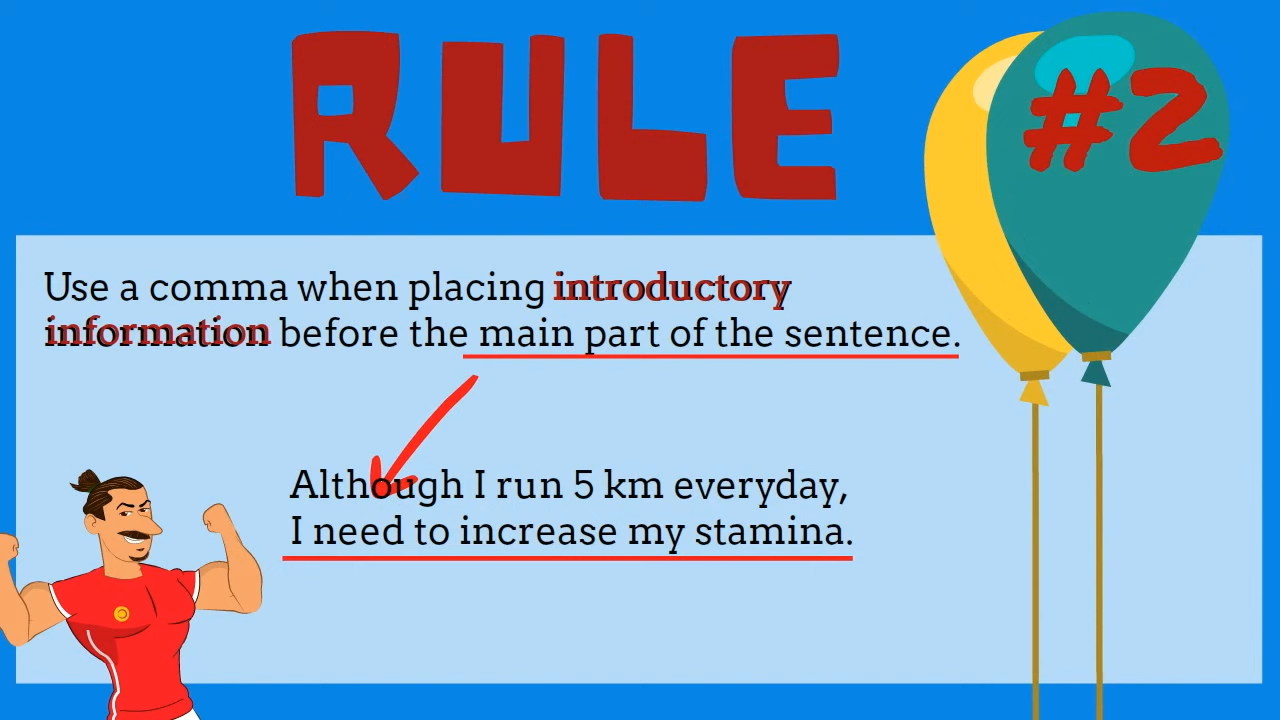 RULE #2
Use a comma when placing introductory
information before the main part of the sentence.
Although I run 5 km everyday,
I need to increase my stamina.